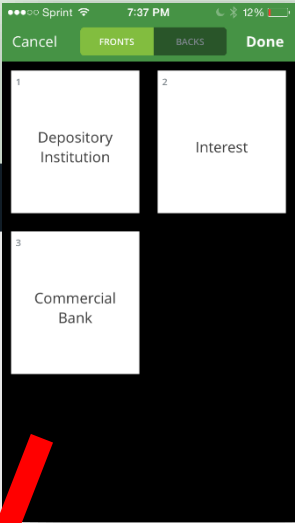 Sprint 7:37 PM 12%
Cancel FRONTS BACKS Done
1
Depository
Institution
2
Interest
3
Commercial
Bank